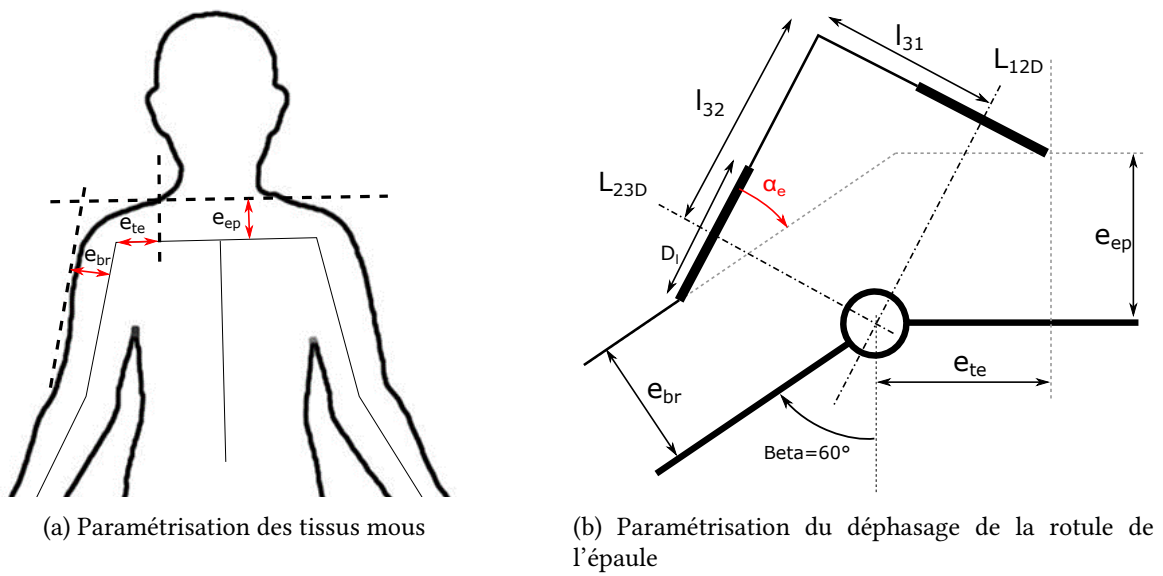 e_te
e_ep
e_br
(a) Paramétrisation des tissus mous
l_31
L_12D
l_32
L_23D
α_e
D_l
e_ep
e_te
e_br
Beta=60°
(b) Paramétrisation du déphasage de la rotule de
l'épaule